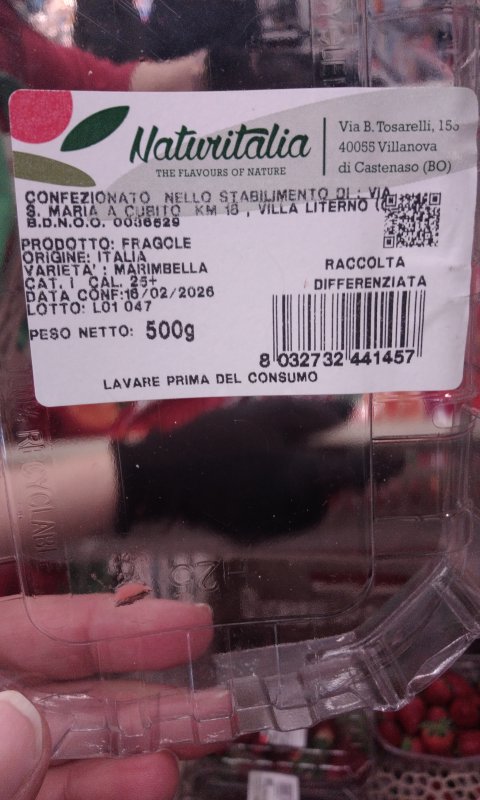 Naturitalia
THE FLAVOURS OF NATURE
Via B. Tosarelli, 155
40055 Villanova
di Castenaso (BO)
CONFEZIONATO NELLO STABILIMENTO DI: VIA
S. MARIA A CUBITO KM 18, VILLA LITERNO
B.D.N.O.O. 0036529
PRODOTTO: FRAGOLE
ORIGINE: ITALIA
VARIETA': MARIMBELLA
CAT. I CAL. 25+
DATA CONF:16/02/2026
LOTTO: L01 047
PESO NETTO: 500g
RACCOLTA
DIFFERENZIATA
8 032732 441457
LAVARE PRIMA DEL CONSUMO